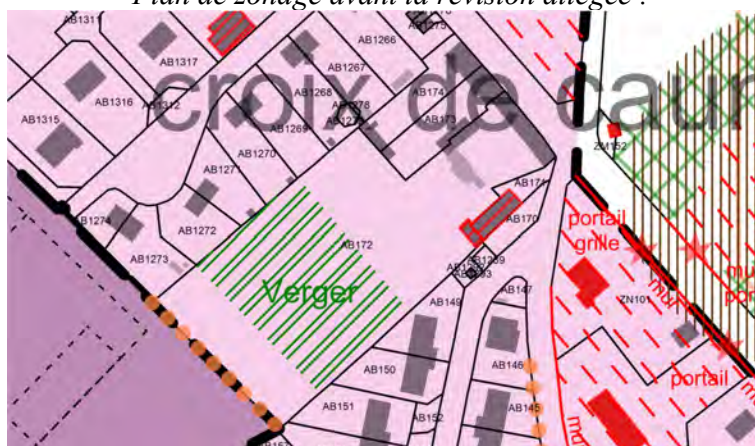 Plan de zonage avant la révision allégée :
AB1311
AB1317
AB1316
AB1312
AB1315
AB1266
AB1267
AB1268
AB1269
AB1270
AB1271
AB1272
AB1273
AB1274
AB174
AB173
croix de caur
ZM152
AB171
AB170
AB172
Verger
portail
grille
mur
ZN101
AB147
AB149
AB146
AB150
AB145
AB151
AB152
portail